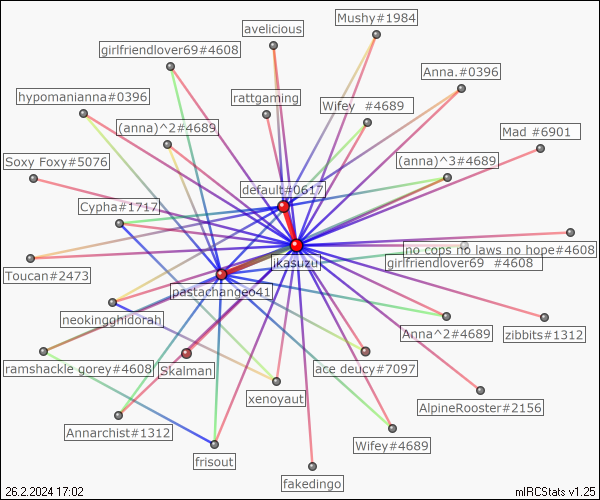 Mushy#1984
avelicious
girlfriendlover69#4608
Anna.#0396
hypomanianna#0396
rattgaming
Wifey #4689
(anna)^2#4689
Mad #6901
Soxy Foxy#5076
(anna)^3#4689
default#0617
Cypha#1717
no cops no laws no hope#4608
jkasuzu
girlfriendlover69 #4608
Toucan#2473
pastachangeo41
neokingghidorah
Anna^2#4689
zibbits#1312
ramshackle gorey#4608
Skalman
ace deucy#7097
xenoyaut
AlpineRooster#2156
Annarchist#1312
Wifey#4689
frisout
fakedingo
26.2.2024 17:02
mIRCStats v1.25